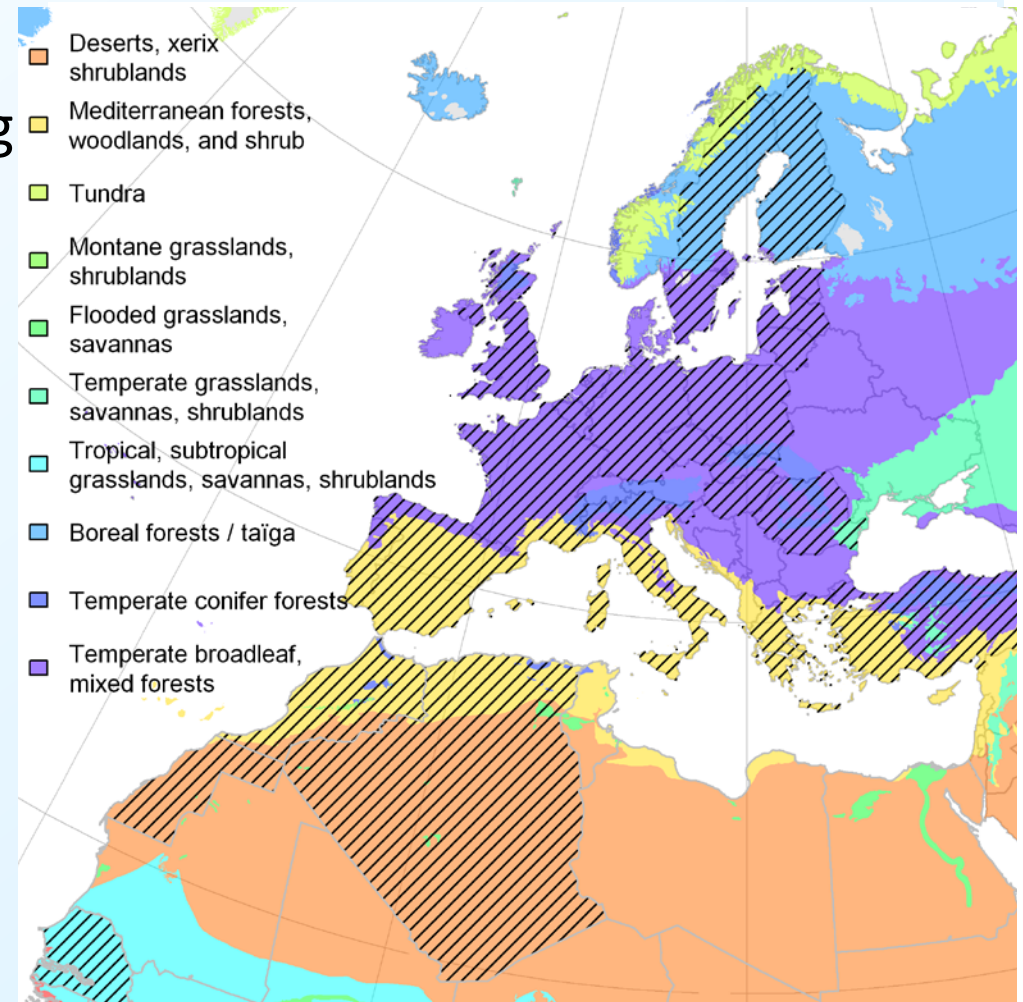 Deserts, xerix
shrublands
g
Mediterranean forests,
woodlands, and shrub
Tundra
Montane grasslands,
shrublands
Flooded grasslands,
savannas
Temperate grasslands,
savannas, shrublands
Tropical, subtropical
grasslands, savannas, shrublands
Boreal forests / taïga
Temperate conifer forests
Temperate broadleaf,
mixed forests